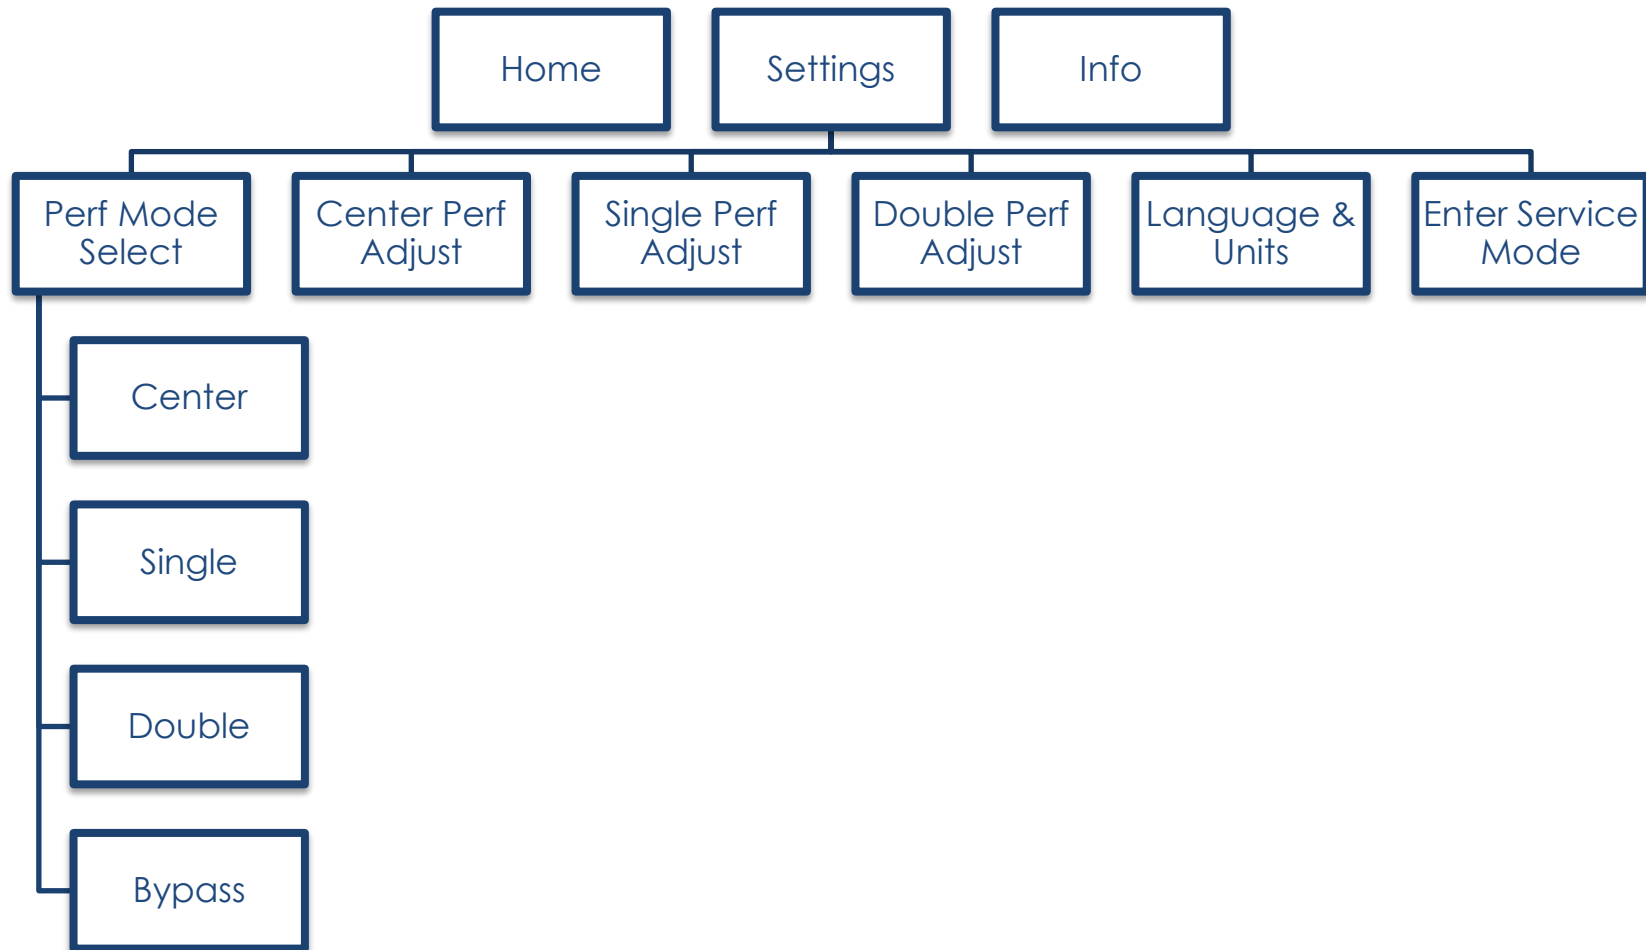 Home
Settings
Info
Perf Mode
Select
Center Perf
Adjust
Single Perf
Adjust
Double Perf
Adjust
Language &
Units
Enter Service
Mode
Center
Single
Double
Bypass